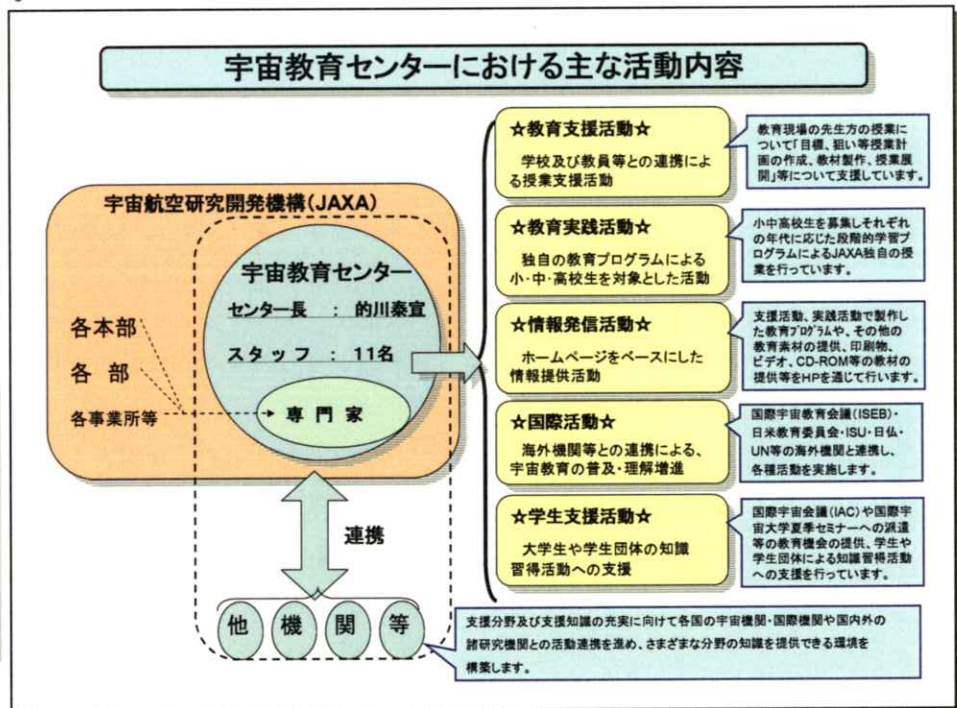 宇宙教育センターにおける主な活動内容
宇宙航空研究開発機構(JAXA)
宇宙教育センター
センター長 : 的川泰宣
スタッフ : 11名
専門家
各本部
各 部
各事業所等
連携
他 機 関 等
☆教育支援活動☆
学校及び教員等との連携によ
る授業支援活動
教育現場の先生方の授業に
ついて「目標、狙い等授業計
画の作成、教材製作、授業展
開」等について支援しています。
☆教育実践活動☆
独自の教育プログラムによる
小・中・高校生を対象とした活動
小中高校生を募集しそれぞれ
の年代に応じた段階的学習プ
ログラムによるJAXA独自の授
業を行っています。
☆情報発信活動☆
ホームページをベースにした
情報提供活動
支援活動、実践活動で製作し
た教育プログラムや、その他の
教育素材の提供、印刷物、
ビデオ、CD-ROM等の教材の
提供等をHPを通じて行います。
☆国際活動☆
海外機関等との連携による、
宇宙教育の普及・理解増進
国際宇宙教育会議(ISEB)・
日米教育委員会・ISU・日仏・
UN等の海外機関と連携し、
各種活動を実施します。
☆学生支援活動☆
大学生や学生団体の知識
習得活動への支援
国際宇宙会議(IAC)や国際宇
宙大学夏季セミナーへの派遣
等の教育機会の提供、学生や
学生団体による知識習得活動
への支援を行っています。
支援分野及び支援知識の充実に向けて各国の宇宙機関・国際機関や国内外の
諸研究機関との活動連携を進め、さまざまな分野の知識を提供できる環境を
構築します。